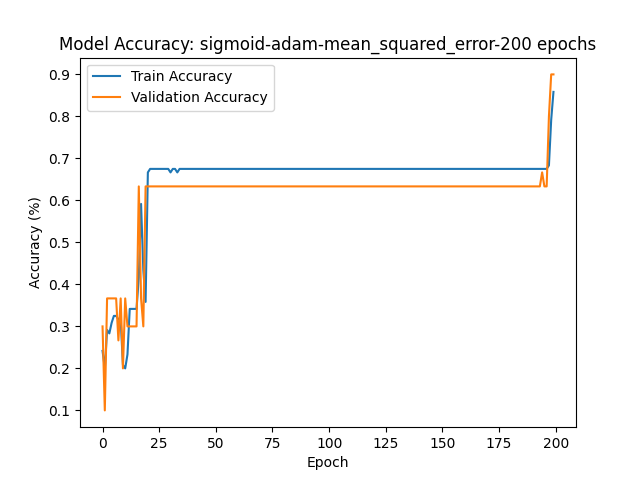 Model Accuracy: sigmoid-adam-mean_squared_error-200 epochs
Train Accuracy
Validation Accuracy
Accuracy (%)
0.9
0.8
0.7
0.6
0.5
0.4
0.3
0.2
0.1
0 25 50 75 100 125 150 175 200
Epoch